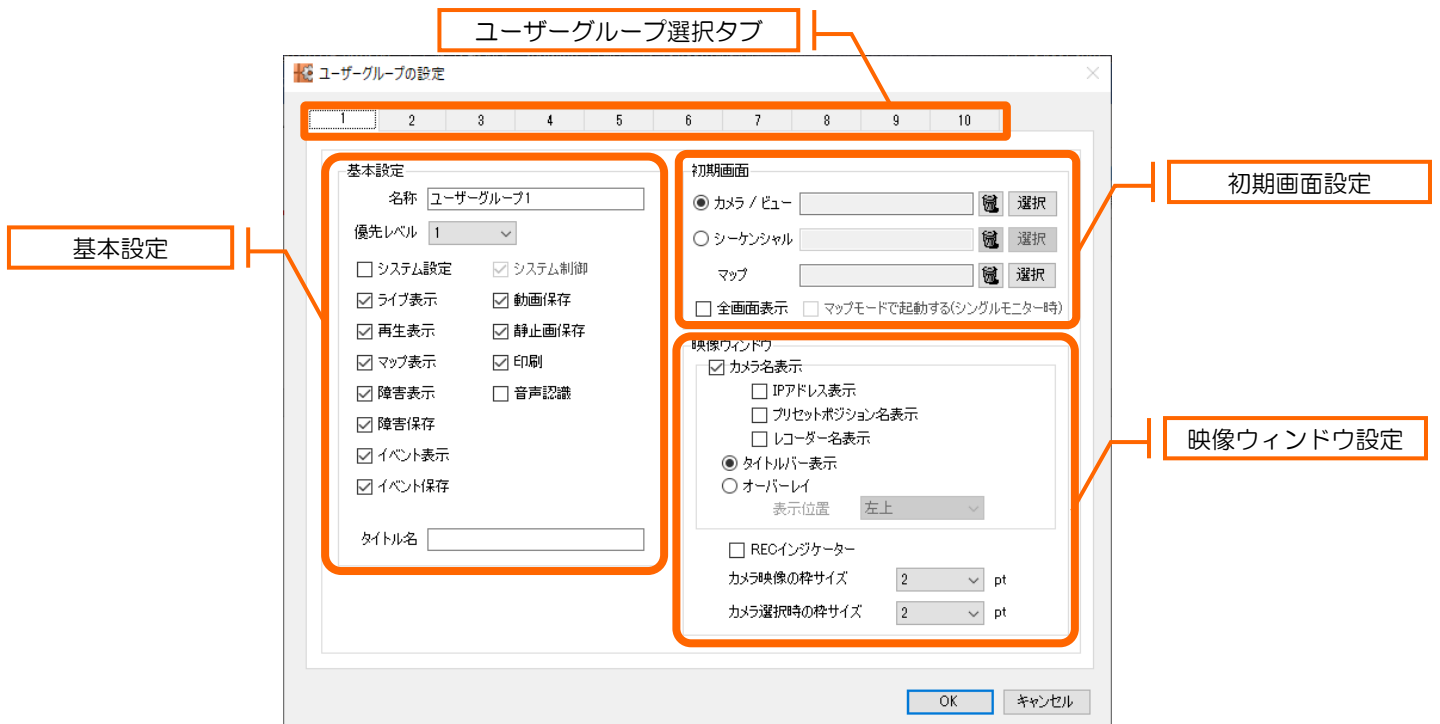 ユーザーグループ選択タブ
ユーザーグループの設定
1 2 3 4 5 6 7 8 9 10
基本設定
基本設定
名称 ユーザーグループ1
優先レベル 1
システム設定 システム制御
ライブ表示 動画保存
再生表示 静止画保存
マップ表示 印刷
障害表示 音声認識
障害保存
イベント表示
イベント保存
タイトル名
初期画面設定
初期画面
カメラ / ビュー 選択
シーケンシャル 選択
マップ 選択
全画面表示 マップモードで起動する(シングルモニター時)
映像ウィンドウ設定
映像ウィンドウ
カメラ名表示
IPアドレス表示
プリセットポジション名表示
レコーダー名表示
タイトルバー表示
オーバーレイ
表示位置 左上
RECインジケーター
カメラ映像の枠サイズ 2 pt
カメラ選択時の枠サイズ 2 pt
OK キャンセル